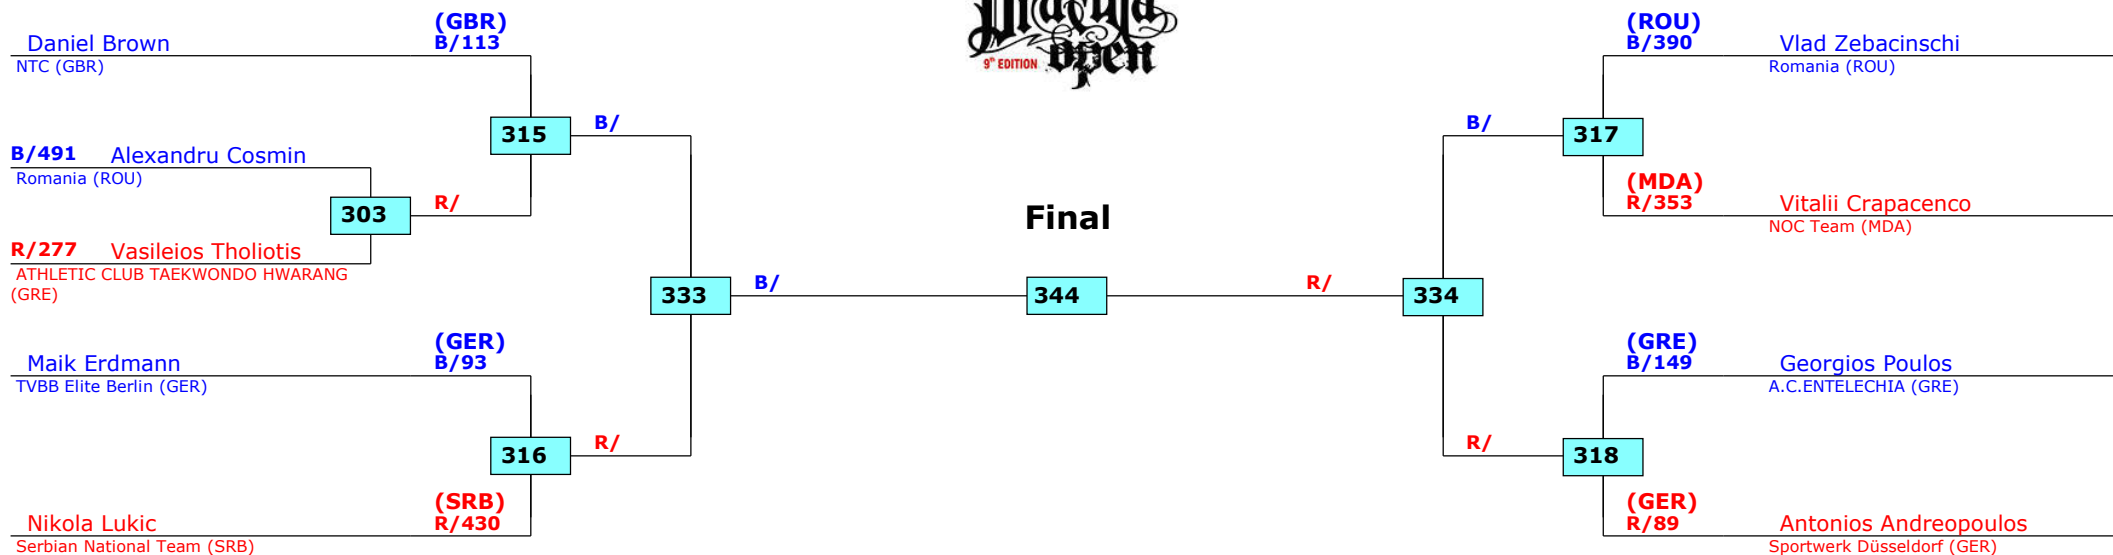 Dracula
open
9th EDITION
(GBR)
Daniel Brown B/113
NTC (GBR)
315
B/
B/491 Alexandru Cosmin
Romania (ROU)
303
R/
R/277 Vasileios Tholiotis
ATHLETIC CLUB TAEKWONDO HWARANG
(GRE)
333
B/
(GER)
Maik Erdmann B/93
TVBB Elite Berlin (GER)
316
R/
(SRB)
Nikola Lukic R/430
Serbian National Team (SRB)
Final
344
R/
334
(ROU)
B/390 Vlad Zebacinschi
Romania (ROU)
B/
317
(MDA)
R/353 Vitalii Crapacenco
NOC Team (MDA)
(GRE)
B/149 Georgios Poulos
A.C.ENTELECHIA (GRE)
R/
318
(GER)
R/89 Antonios Andreopoulos
Sportwerk Düsseldorf (GER)